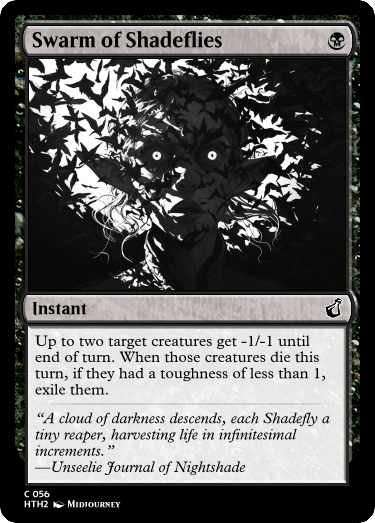 Swarm of Shadeflies
Instant
Up to two target creatures get -1/-1 until
end of turn. When those creatures die this
turn, if they had a toughness of less than 1,
exile them.
“A cloud of darkness descends, each Shadefly a
tiny reaper, harvesting life in infinitesimal
increments.”
—Unseelie Journal of Nightshade
C 056
HTH2 Midjourney